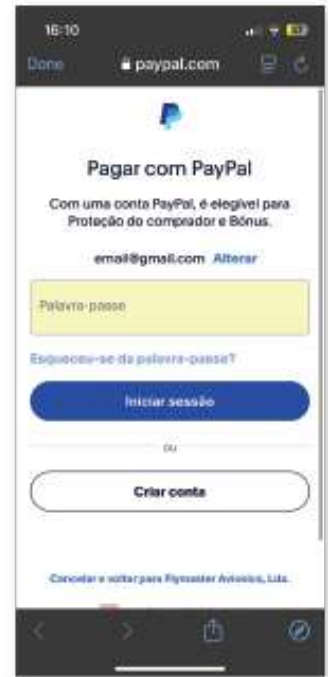 16:10
Done paypal.com
Pagar com PayPal
Com uma conta PayPal, é elegível para
Proteção do comprador e Bónus.
email@gmail.com Alterar
Palavra-passe
Esqueceu-se da palavra-passe?
Iniciar sessão
ou
Criar conta
Cancelar e voltar para Flymaster Avionics, Lda.